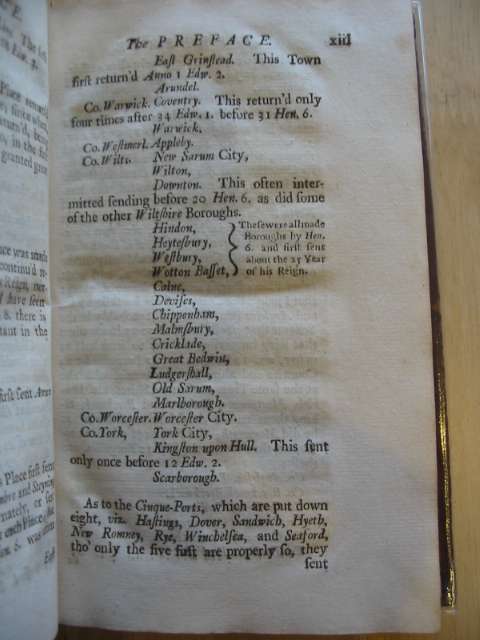 The PREFACE. xiii
Eaſt Grinſtead. This Town
firſt return'd Anno 1 Edw. 2.
Arundel.
Co. Warwick. Coventry. This return'd only
four times after 34 Edw. 1. before 31 Hen. 6.
Warwick.
Co. Weſtmerl. Appleby.
Co. Wilts. New Sarum City,
Wilton,
Downton. This often inter-
mitted ſending before 20 Hen. 6. as did ſome
of the other Wiltſhire Boroughs.
Hindon,
Heyteſbury,
Weſtbury,
Wotton Baſſet,
Theſe were all made
Boroughs by Hen.
6. and firſt ſent
about the 25 Year
of his Reign.
Calne,
Deviſes,
Chippenham,
Malmſbury,
Cricklade,
Great Bedwin,
Ludgerſhall,
Old Sarum,
Marlborough.
Co. Worceſter. Worceſter City.
Co. York, York City,
Kingſton upon Hull. This ſent
only once before 12 Edw. 2.
Scarborough.
As to the Cinque-Ports, which are put down
eight, viz. Haſtings, Dover, Sandwich, Hyeth,
New Romney, Rye, Winchelſea, and Seaford,
tho' only the five firſt are properly ſo, they
ſent